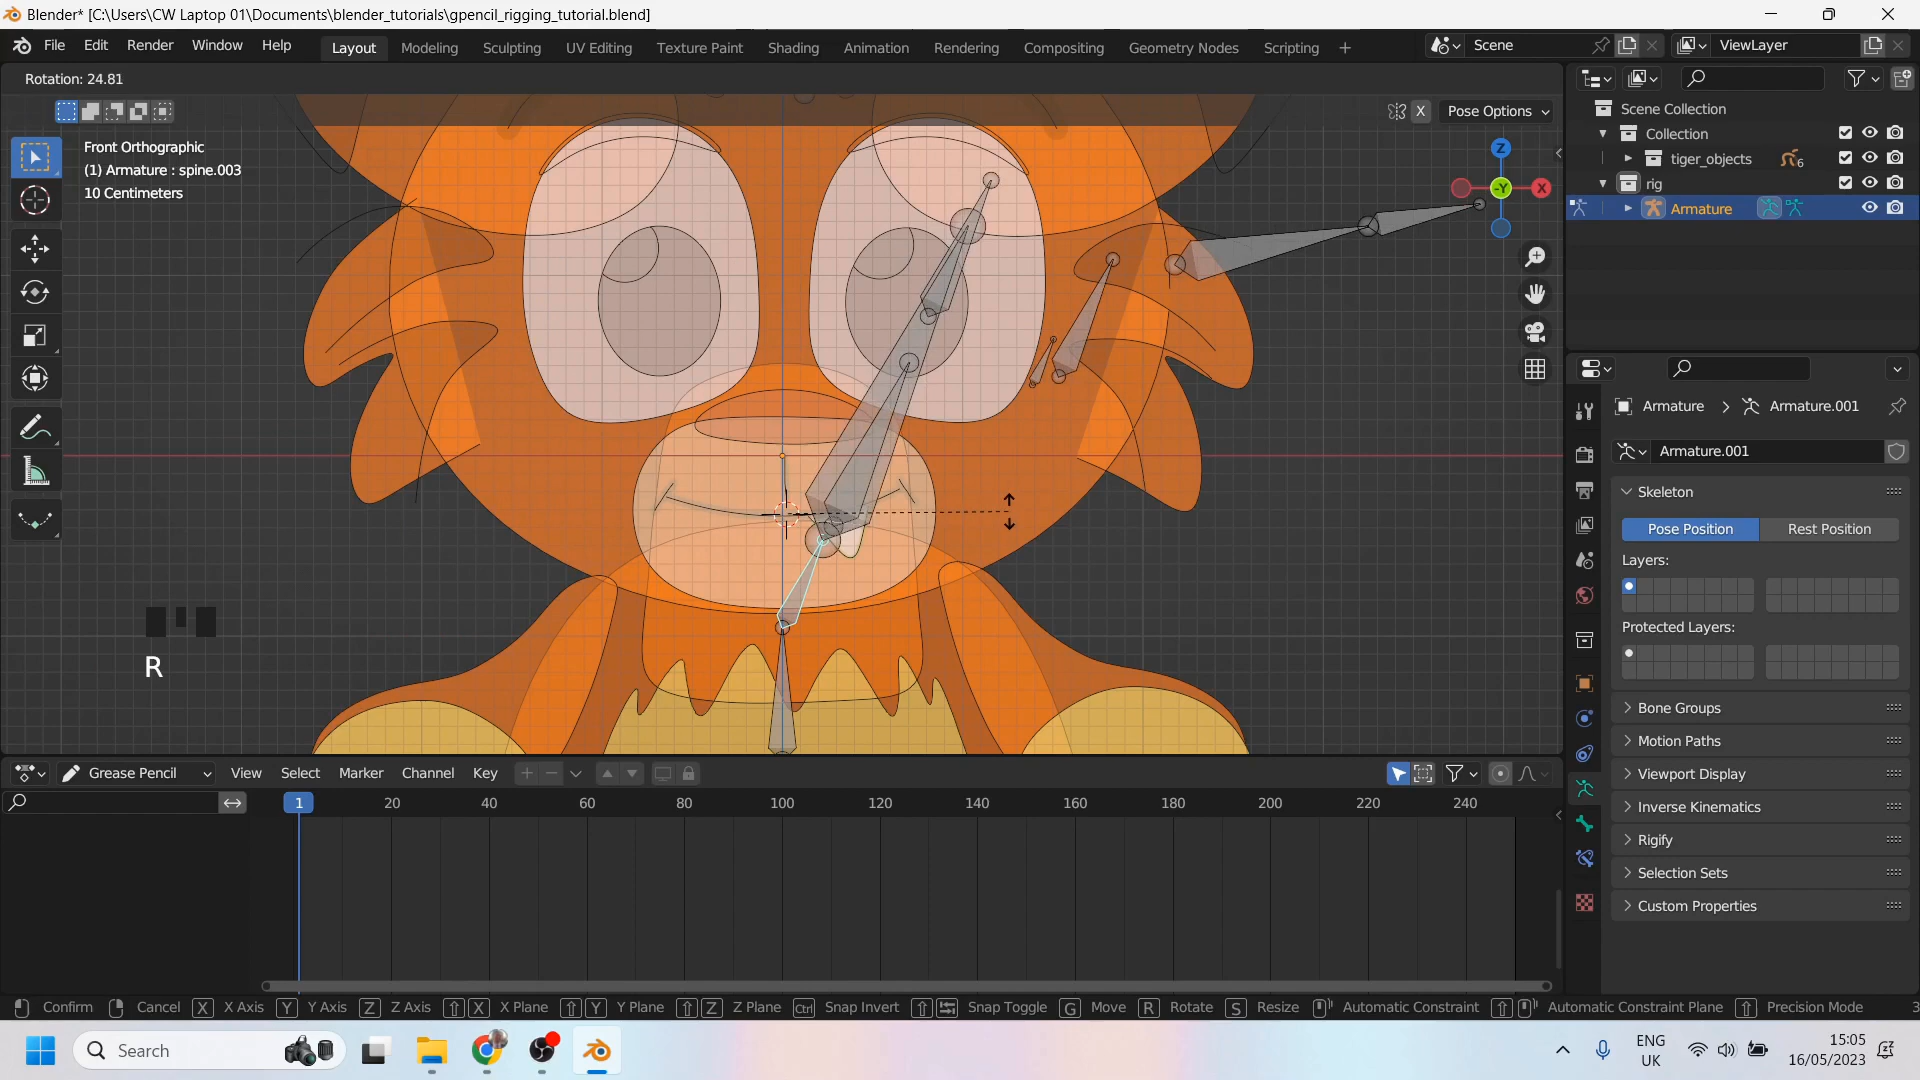 Blender* [C:\Users\CW Laptop 01\Documents\blender_tutorials\gpencil_rigging_tutorial.blend]
File Edit Render Window Help Layout Modeling Sculpting UV Editing Texture Paint Shading Animation Rendering Compositing Geometry Nodes Scripting + Scene ViewLayer
Rotation: 24.81
X Pose Options
Front Orthographic
(1) Armature : spine.003
10 Centimeters
Z
-Y X
R
Scene Collection
Collection
tiger_objects 6
rig
Armature
Armature > Armature.001
Armature.001
Skeleton
Pose Position Rest Position
Layers:
Protected Layers:
Bone Groups
Motion Paths
Viewport Display
Inverse Kinematics
Rigify
Selection Sets
Custom Properties
Grease Pencil View Select Marker Channel Key
1 20 40 60 80 100 120 140 160 180 200 220 240
Confirm Cancel X X Axis Y Y Axis Z Z Axis X X Plane Y Y Plane Z Z Plane Ctrl Snap Invert Snap Toggle G Move R Rotate S Resize Automatic Constraint Automatic Constraint Plane Precision Mode 3
Search
ENG
UK
15:05
16/05/2023